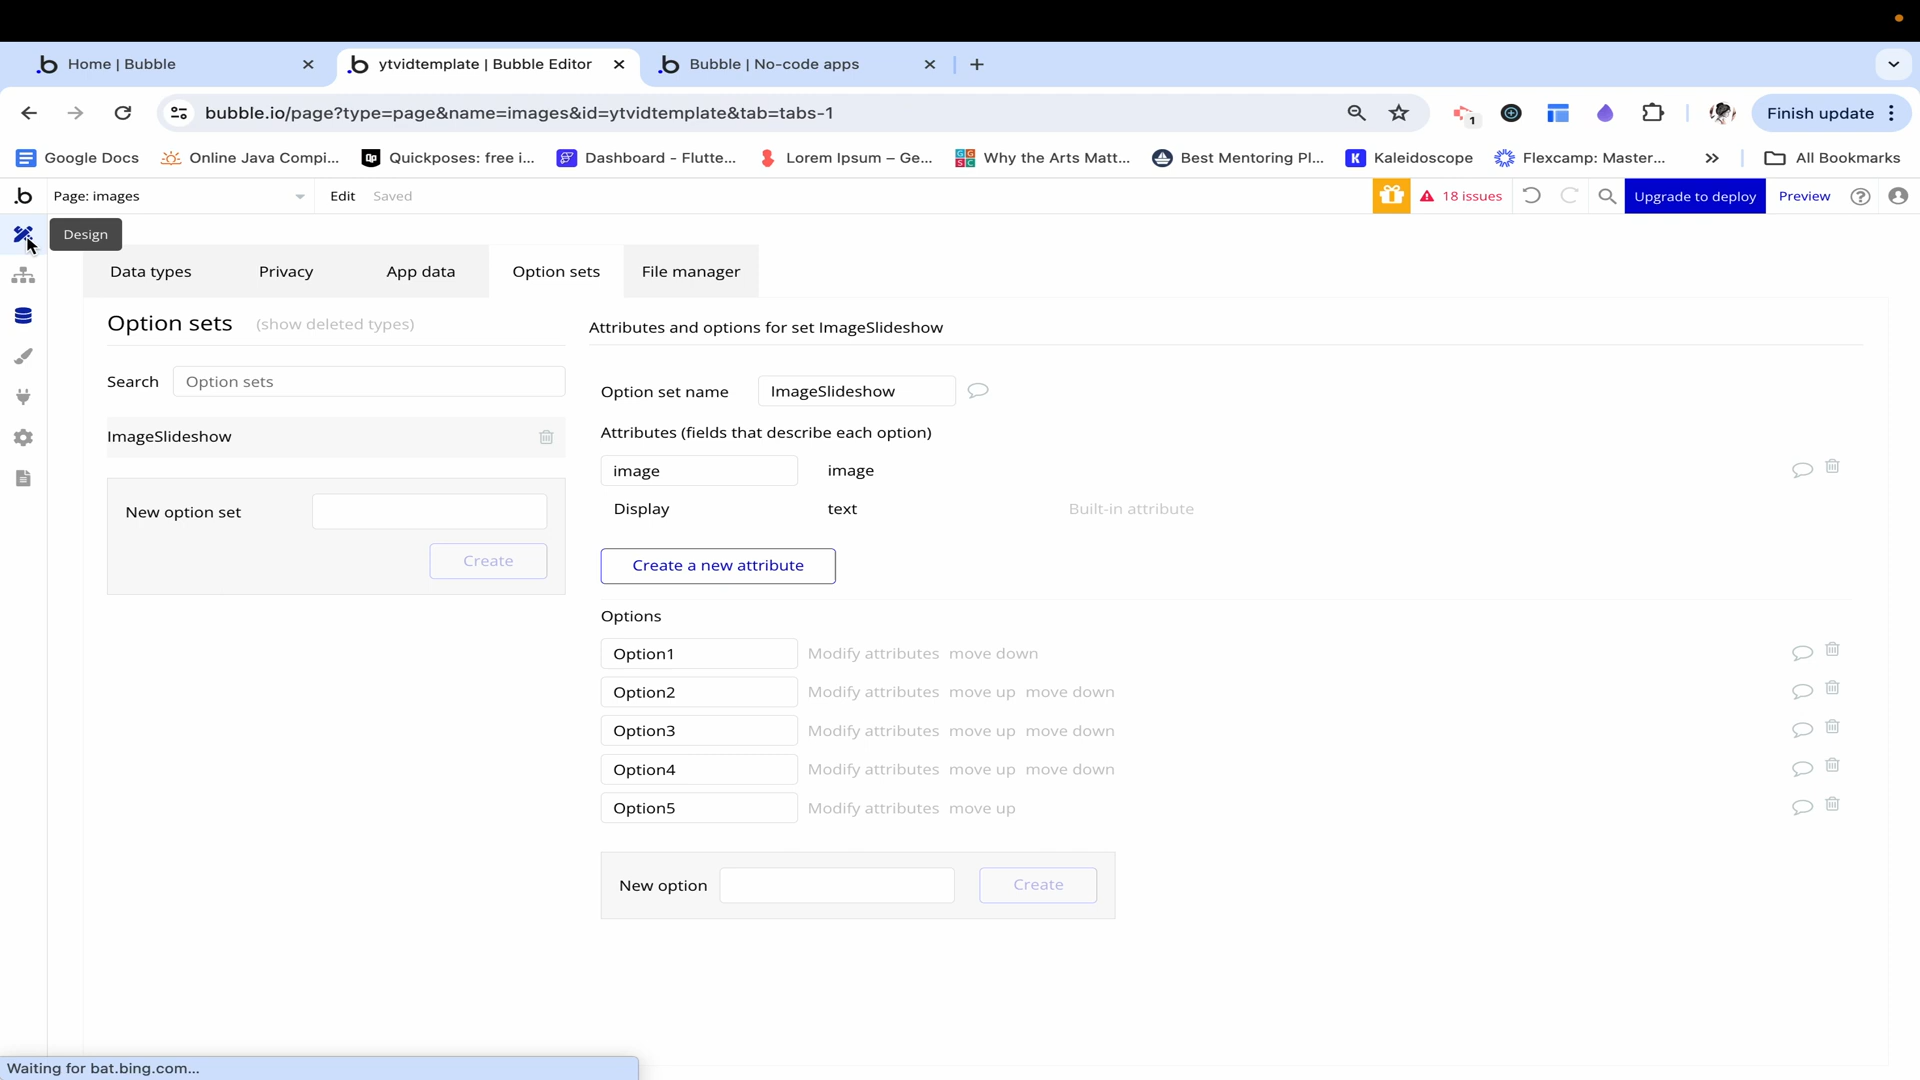 Home | Bubble
ytvidtemplate | Bubble Editor
Bubble | No-code apps
bubble.io/page?type=page&name=images&id=ytvidtemplate&tab=tabs-1
1
Finish update
Google Docs
Online Java Compi...
Quickposes: free i...
Dashboard - Flutte...
Lorem Ipsum – Ge...
Why the Arts Matt...
Best Mentoring Pl...
Kaleidoscope
Flexcamp: Master...
All Bookmarks
Page: images
Edit
Saved
18 issues
Upgrade to deploy
Preview
Design
Data types
Privacy
App data
Option sets
File manager
Option sets
(show deleted types)
Search
Option sets
ImageSlideshow
New option set
Create
Attributes and options for set ImageSlideshow
Option set name
ImageSlideshow
Attributes (fields that describe each option)
image
image
Display
text
Built-in attribute
Create a new attribute
Options
Option1
Modify attributes
move down
Option2
Modify attributes
move up
move down
Option3
Modify attributes
move up
move down
Option4
Modify attributes
move up
move down
Option5
Modify attributes
move up
New option
Create
Waiting for bat.bing.com...